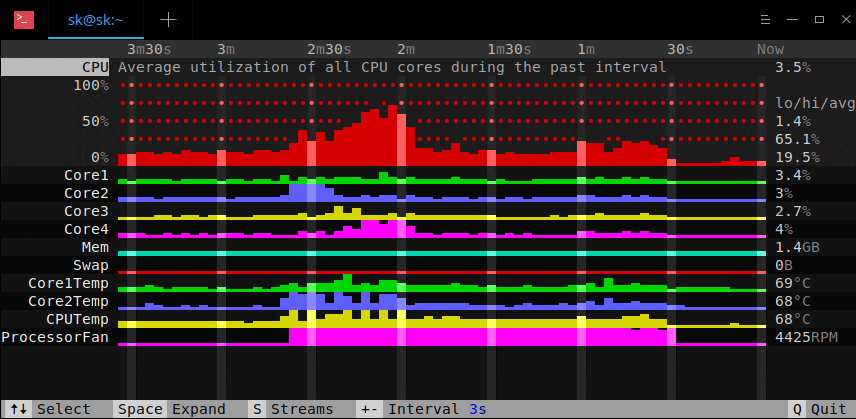 >_ sk@sk:~
3m30s 3m 2m30s 2m 1m30s 1m 30s Now
CPU Average utilization of all CPU cores during the past interval 3.5%
100%
lo/hi/avg
50% 1.4%
65.1%
0% 19.5%
Core1 3.4%
Core2 3%
Core3 2.7%
Core4 4%
Mem 1.4GB
Swap 0B
Core1Temp 69°C
Core2Temp 68°C
CPUTemp 68°C
ProcessorFan 4425RPM
↑↓ Select Space Expand S Streams +- Interval 3s Q Quit